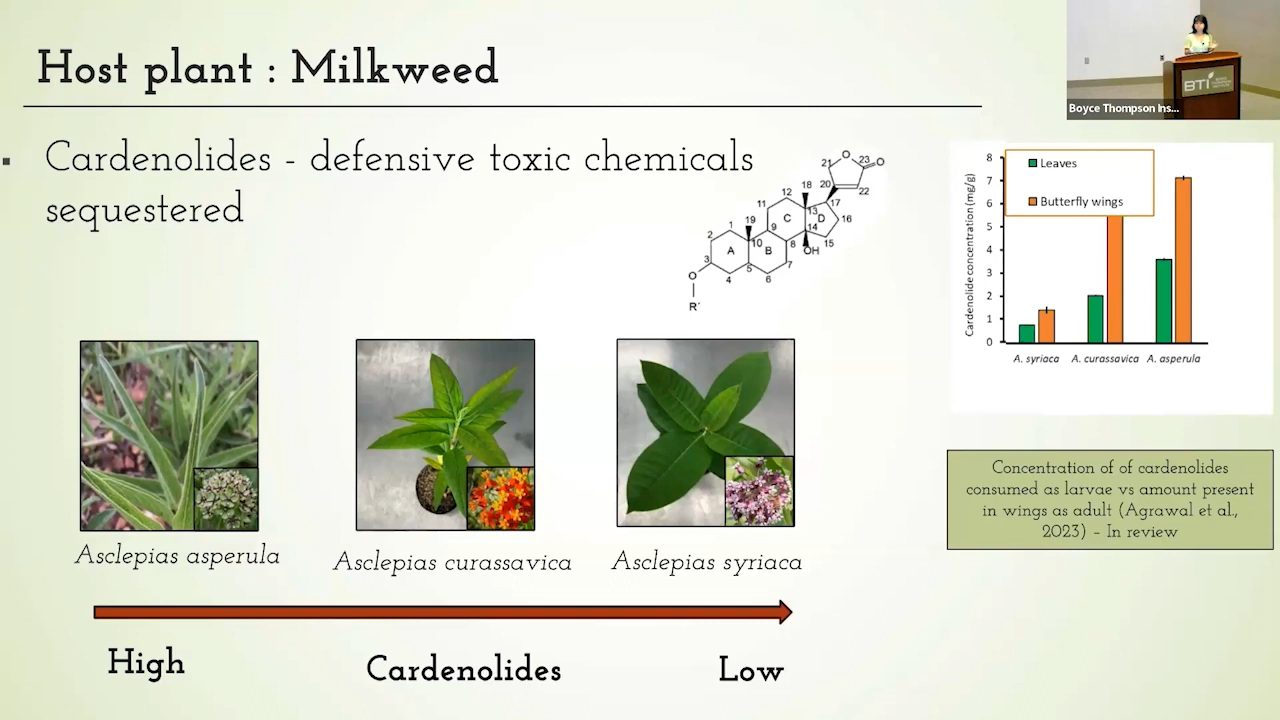 Host plant : Milkweed
Cardenolides - defensive toxic chemicals
sequestered
O
21
23
O
20
22
18
12
17
11
13
D
16
19
C
1
9
14
15
2
10
8
OH
A
B
3
5
7
4
6
O
R'
Asclepias asperula
Asclepias curassavica
Asclepias syriaca
High
Cardenolides
Low
BTI
Boyce Thompson Ins...
Cardenolide concentration (mg/g)
8
7
6
5
4
3
2
1
0
Leaves
Butterfly wings
A. syriaca
A. curassavica
A. asperula
Concentration of of cardenolides
consumed as larvae vs amount present
in wings as adult (Agrawal et al.,
2023) – In review